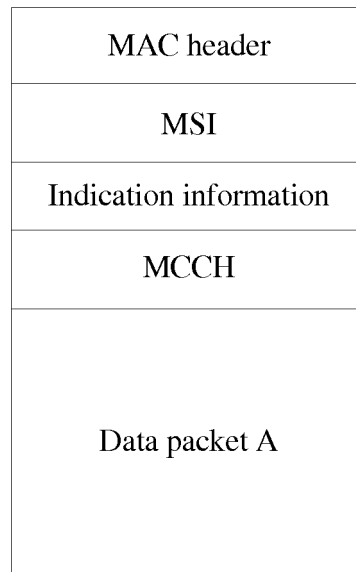 MAC header
MSI
Indication information
MCCH
Data packet A